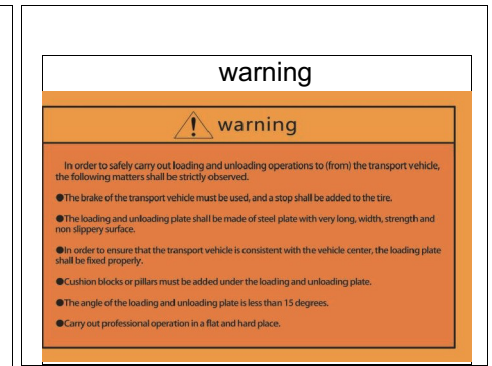 warning
warning
In order to safely carry out loading and unloading operations to (from) the transport vehicle,
the following matters shall be strictly observed.
●The brake of the transport vehicle must be used, and a stop shall be added to the tire.
●The loading and unloading plate shall be made of steel plate with very long, width, strength and
non slippery surface.
●In order to ensure that the transport vehicle is consistent with the vehicle center, the loading plate
shall be fixed properly.
●Cushion blocks or pillars must be added under the loading and unloading plate.
●The angle of the loading and unloading plate is less than 15 degrees.
●Carry out professional operation in a flat and hard place.